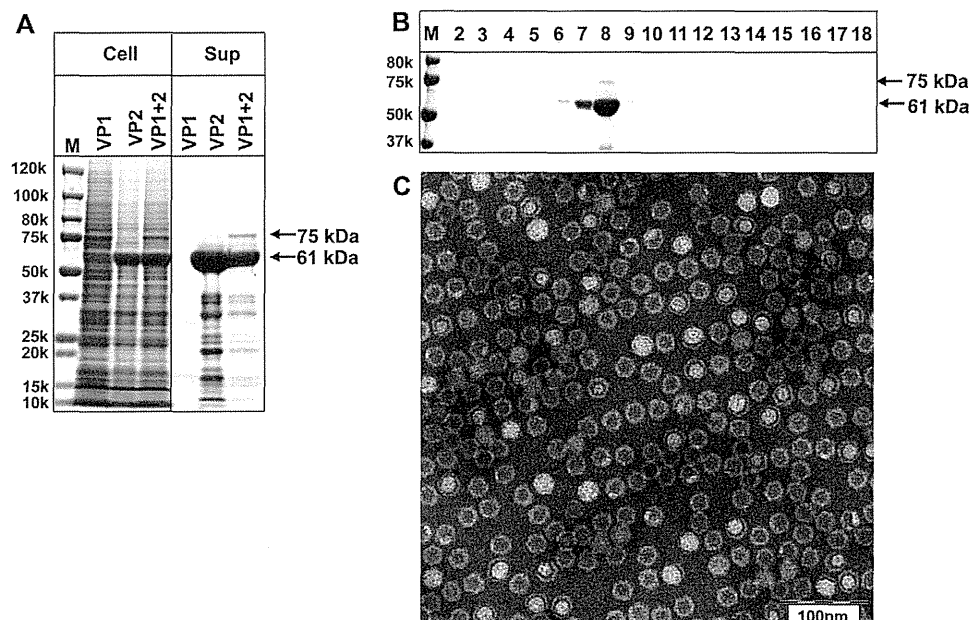 A
Cell Sup
M VP1 VP2 VP1+2 VP1 VP2 VP1+2
120k
100k
80k
75k
50k
37k
25k
20k
15k
10k
75 kDa
61 kDa
B
M 2 3 4 5 6 7 8 9 10 11 12 13 14 15 16 17 18
80k
75k
50k
37k
75 kDa
61 kDa
C
100nm